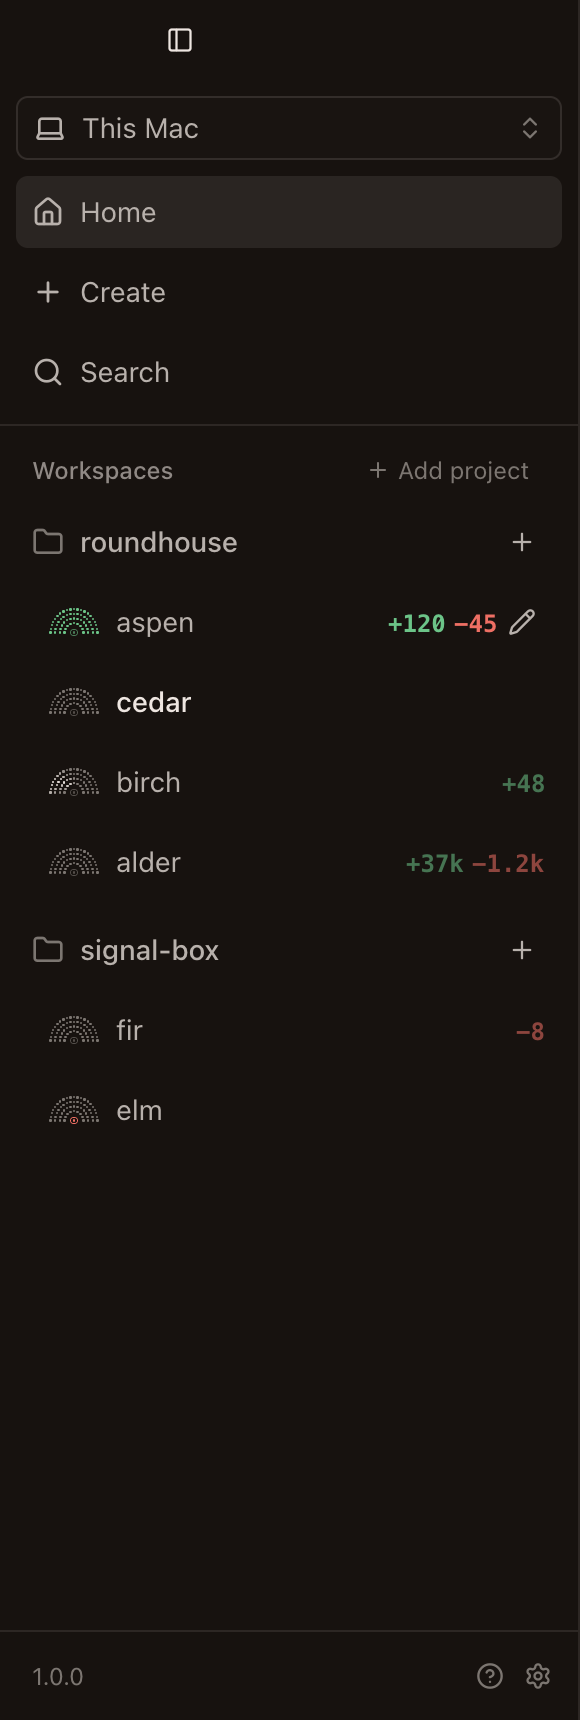 This Mac
Home
Create
Search
Workspaces + Add project
roundhouse
aspen +120 −45
cedar
birch +48
alder +37k −1.2k
signal-box
fir −8
elm
1.0.0